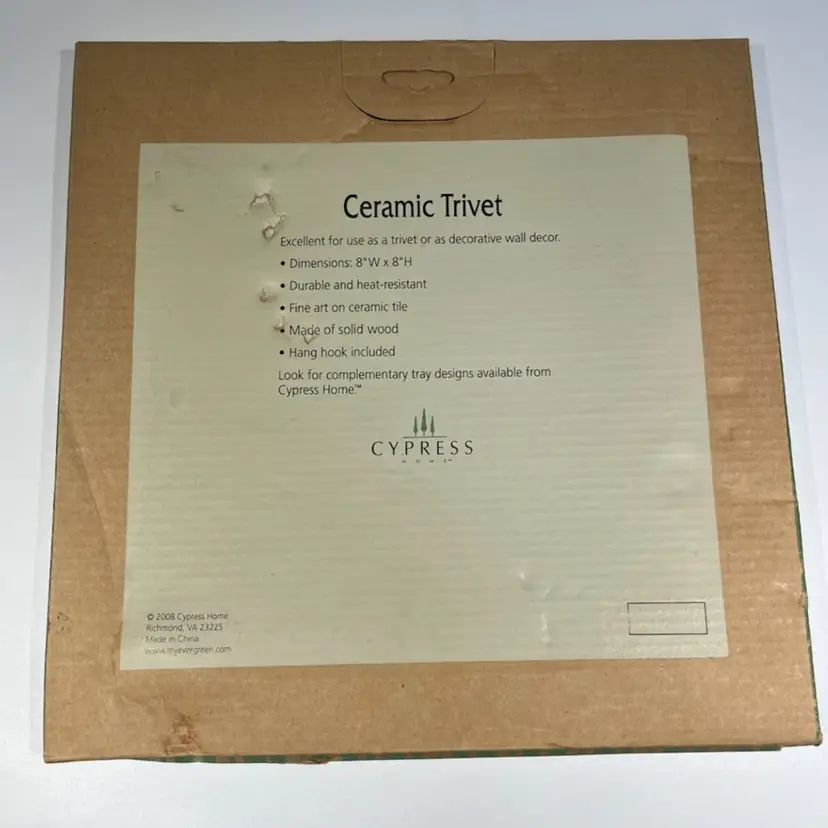 Ceramic Trivet
Excellent for use as a trivet or as decorative wall decor.
• Dimensions: 8"W x 8"H
• Durable and heat-resistant
• Fine art on ceramic tile
• Made of solid wood
• Hang hook included
Look for complementary tray designs available from
Cypress Home.™
CYPRESS
HOME™
© 2008 Cypress Home
Richmond, VA 23225
Made in China
www.myevergreen.com